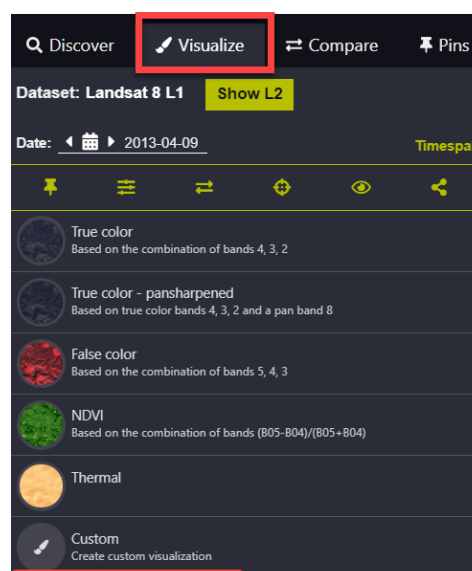 Discover Visualize Compare Pins
Dataset: Landsat 8 L1 Show L2
Date: 2013-04-09 Timespa
True color
Based on the combination of bands 4, 3, 2
True color - pansharpened
Based on true color bands 4, 3, 2 and a pan band 8
False color
Based on the combination of bands 5, 4, 3
NDVI
Based on the combination of bands (B05-B04)/(B05+B04)
Thermal
Custom
Create custom visualization